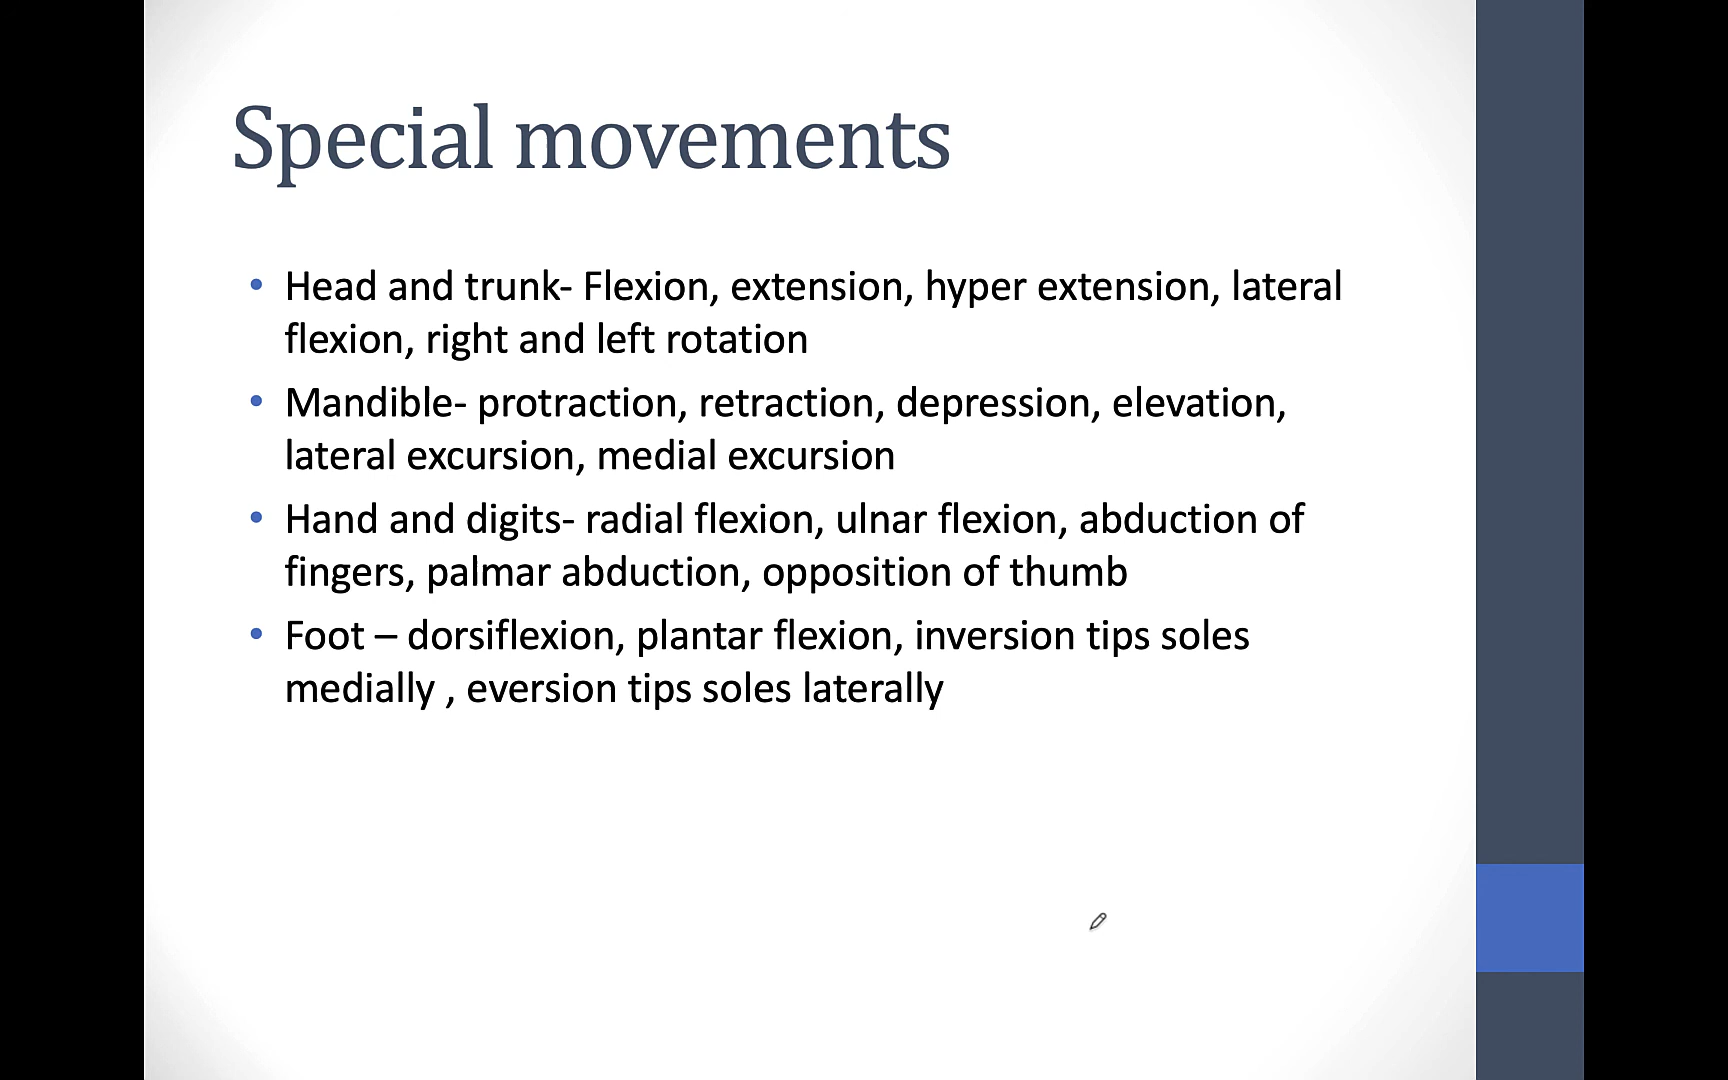 Special movements
• Head and trunk- Flexion, extension, hyper extension, lateral
flexion, right and left rotation
• Mandible- protraction, retraction, depression, elevation,
lateral excursion, medial excursion
• Hand and digits- radial flexion, ulnar flexion, abduction of
fingers, palmar abduction, opposition of thumb
• Foot – dorsiflexion, plantar flexion, inversion tips soles
medially , eversion tips soles laterally